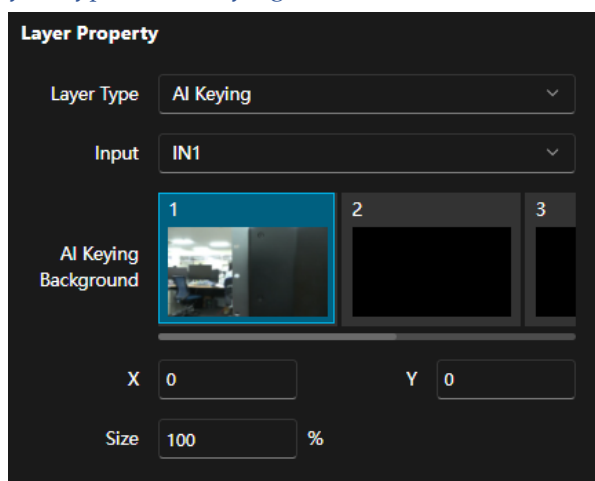 Layer Property
Layer Type AI Keying
Input IN1
1 2 3
AI Keying
Background
X 0 Y 0
Size 100 %